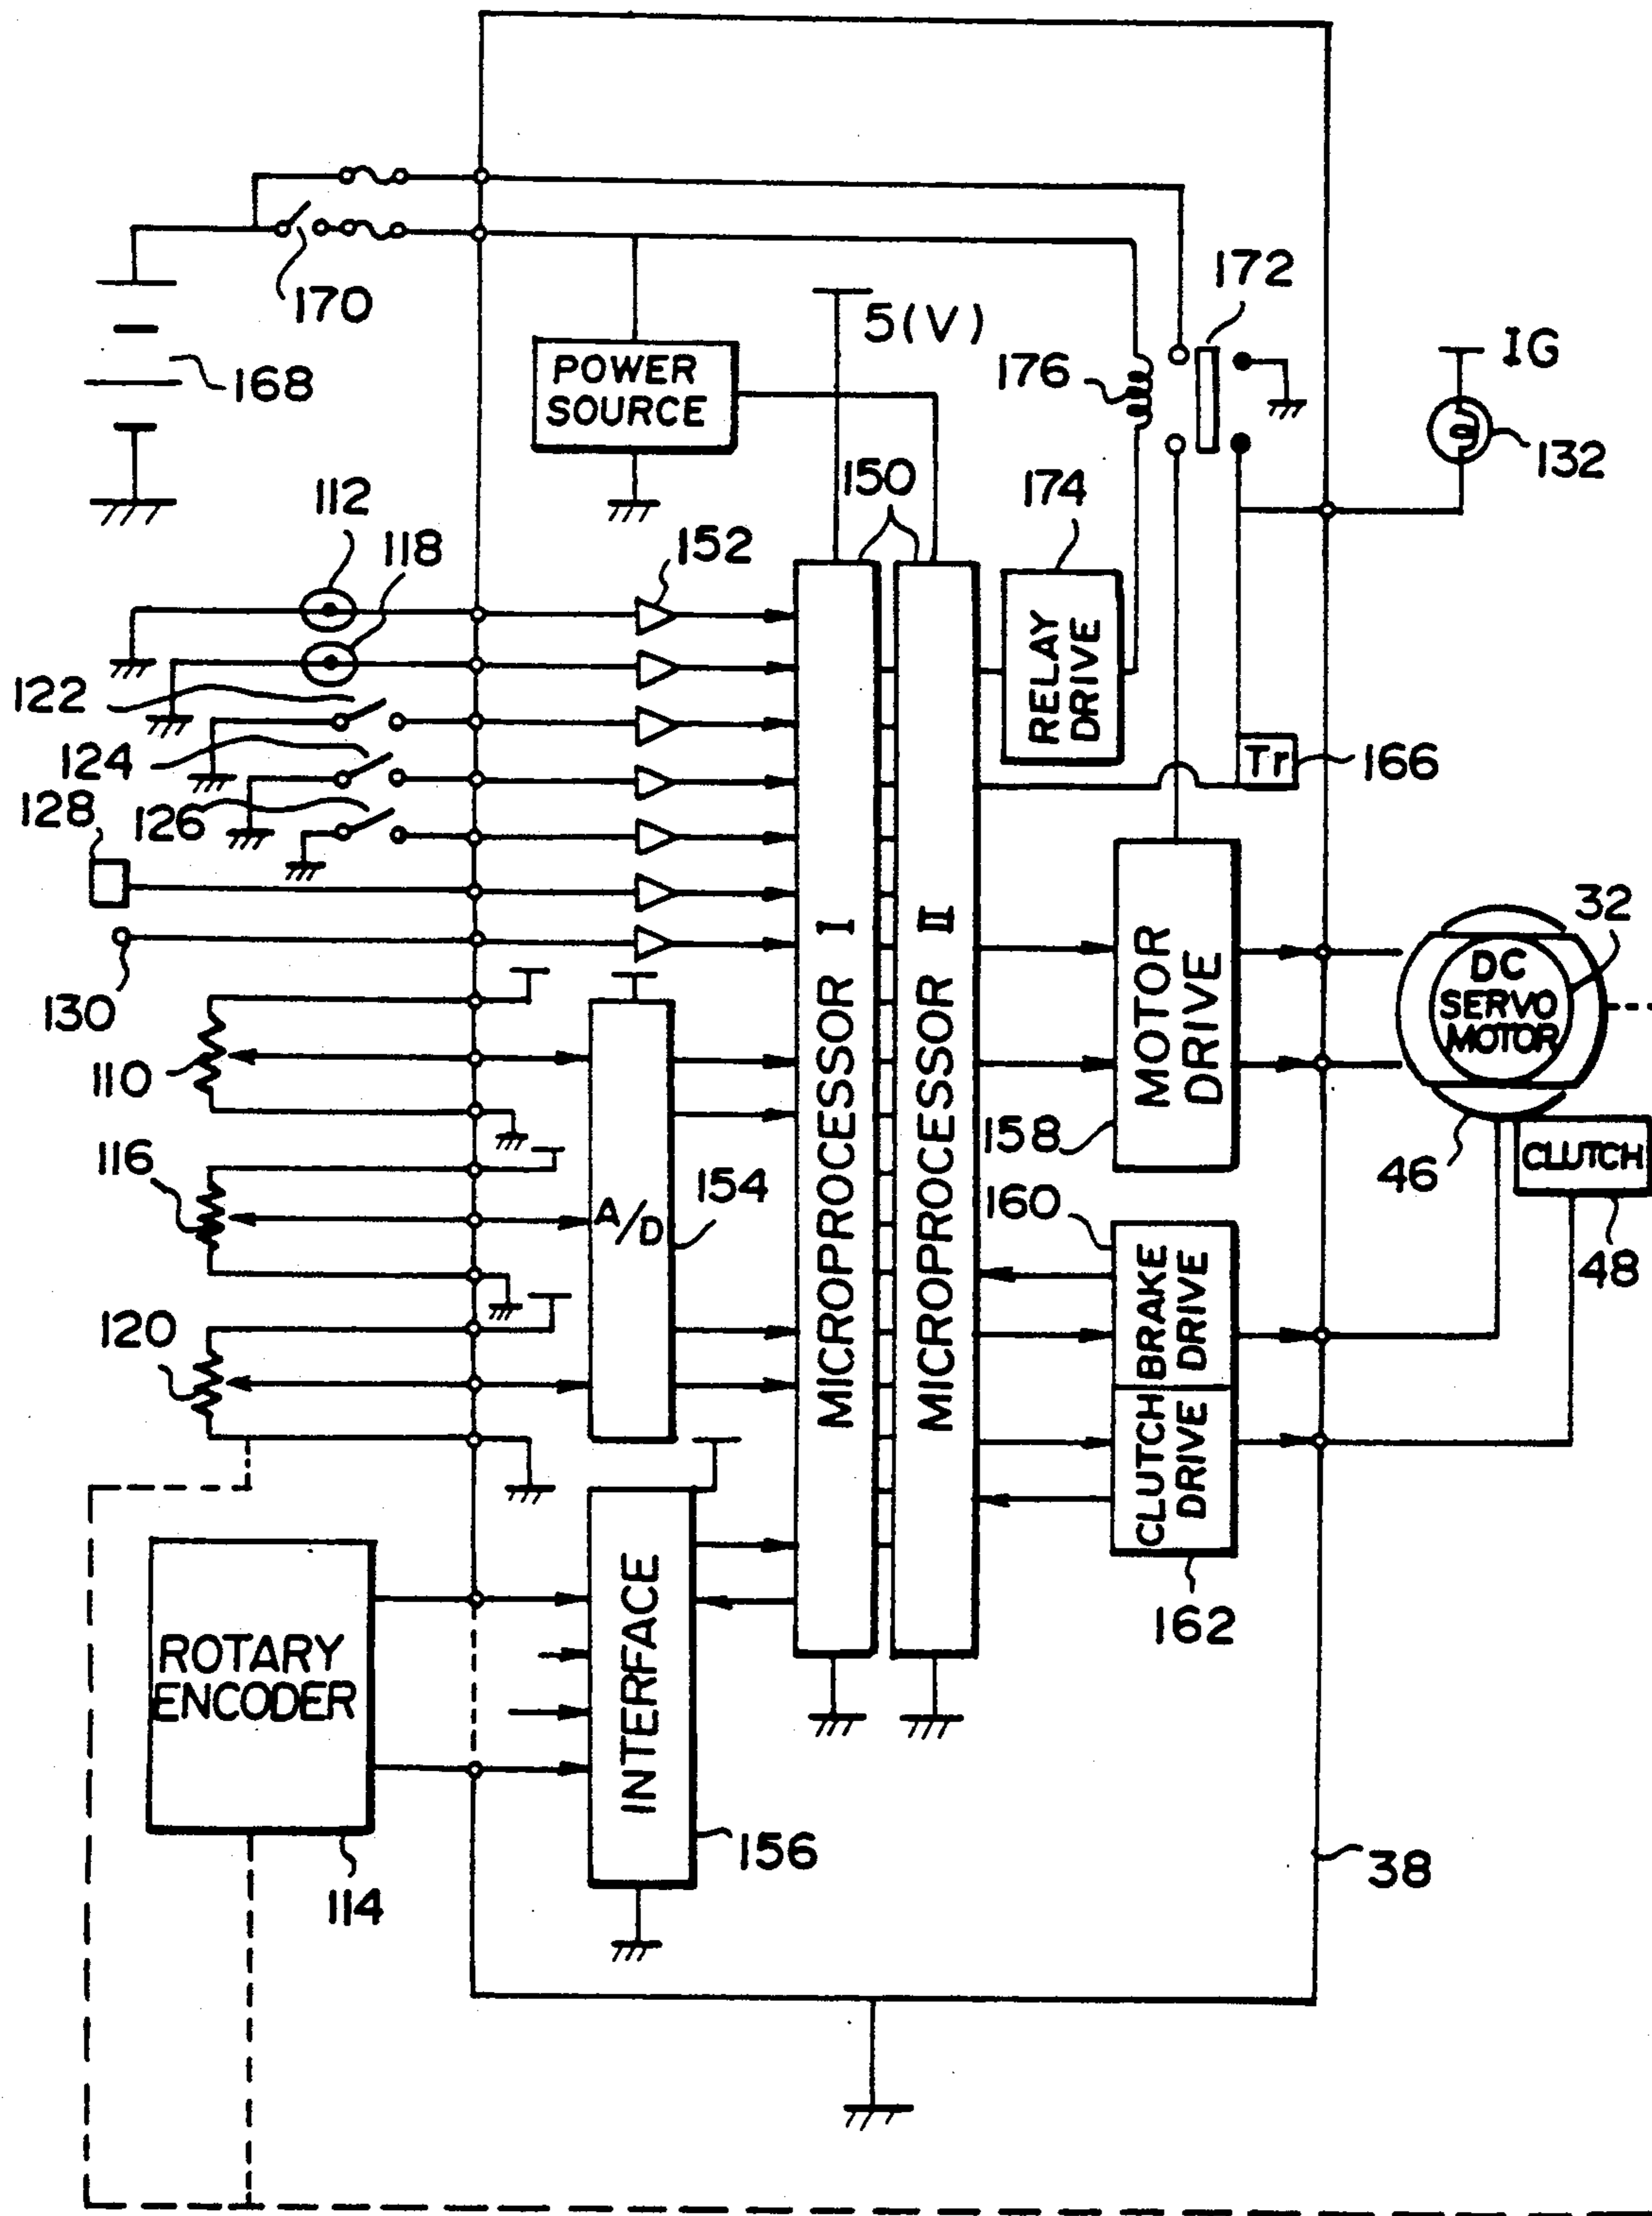 170
168
POWER
SOURCE
5(V)
176
172
IG
132
112
118
152
150
174
RELAY
DRIVE
122
124
126
128
130
Tr
166
110
116
120
A/D
154
MICROPROCESSOR I
MICROPROCESSOR II
MOTOR
DRIVE
158
32
DC
SERVO
MOTOR
46
CLUTCH
48
160
BRAKE
DRIVE
CLUTCH
DRIVE
162
ROTARY
ENCODER
114
INTERFACE
156
38